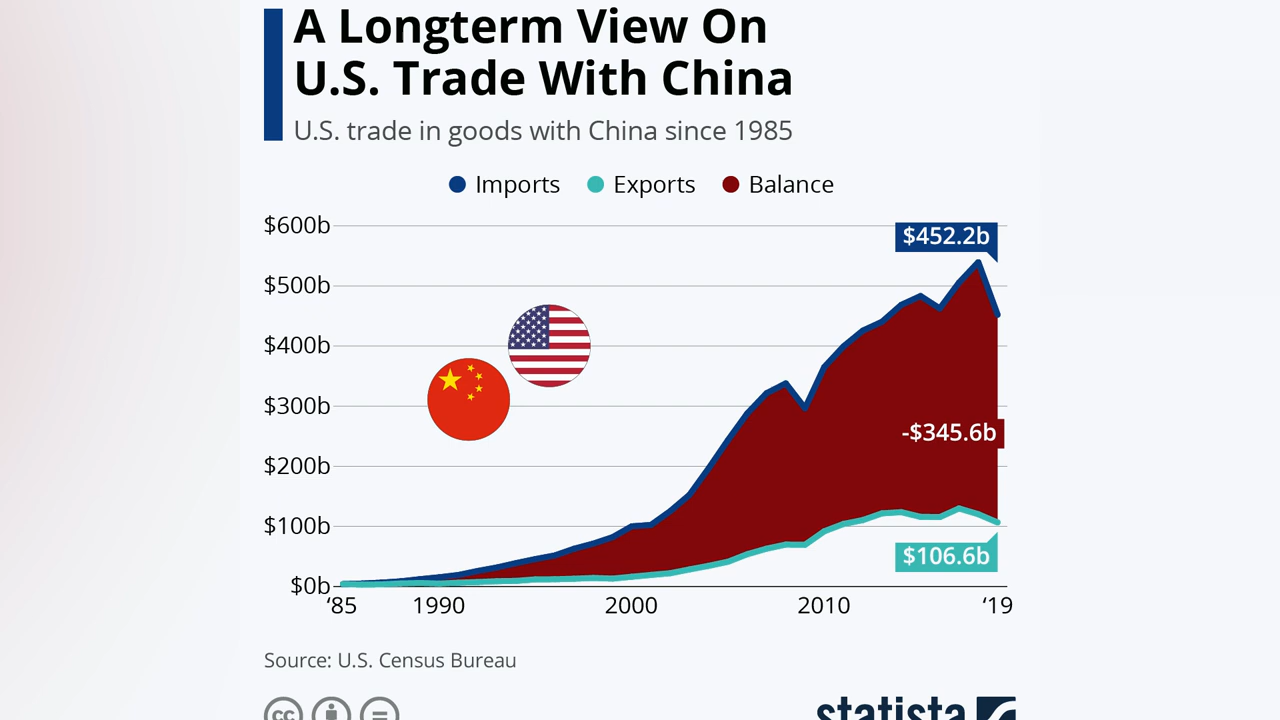 A Longterm View On
U.S. Trade With China
U.S. trade in goods with China since 1985
Imports Exports Balance
$600b
$452.2b
$500b
$400b
$300b
-$345.6b
$200b
$100b
$106.6b
$0b
‘85 1990 2000 2010 ‘19
Source: U.S. Census Bureau
cc
statista